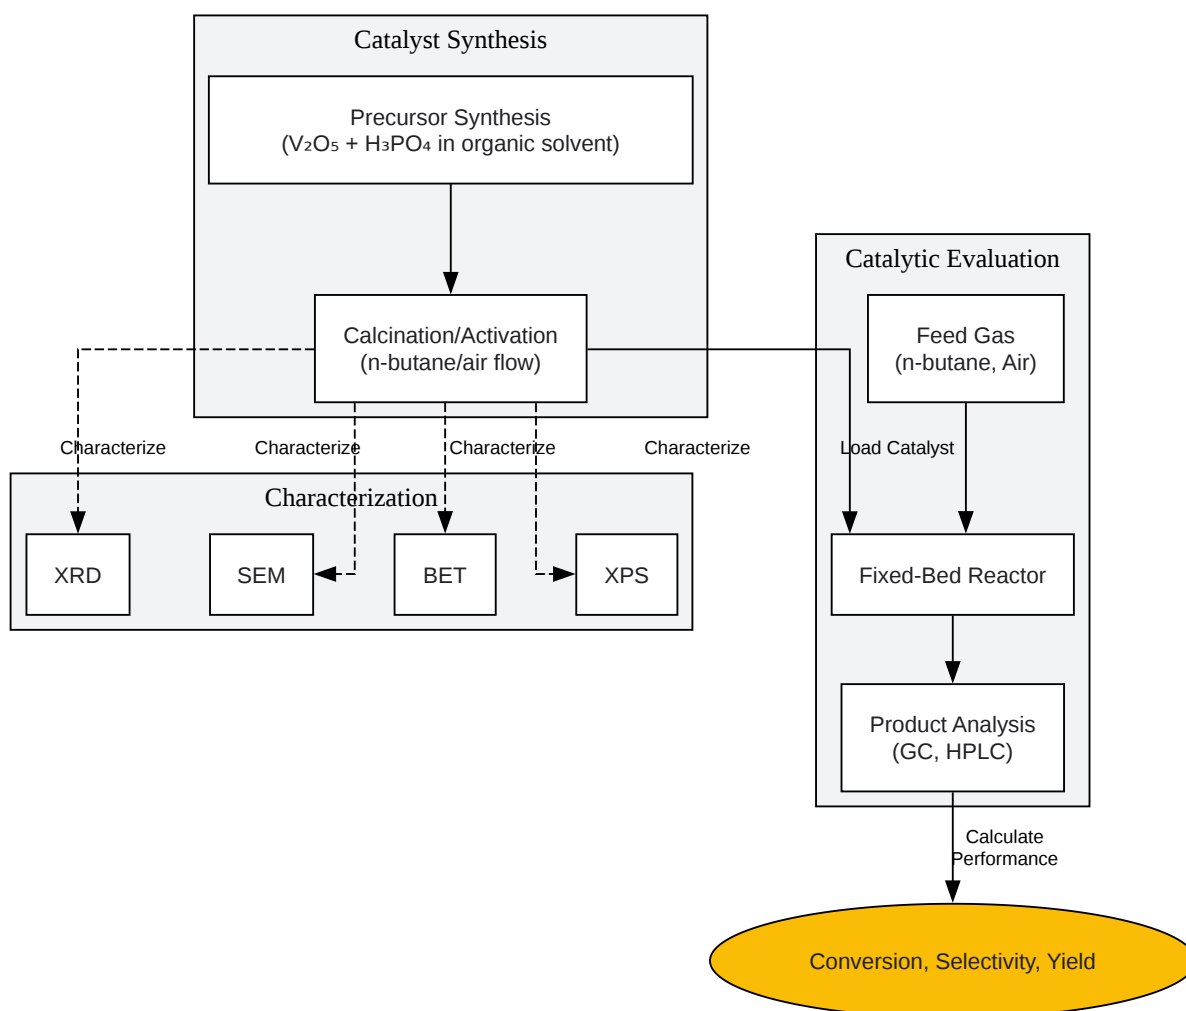 Catalyst Synthesis
Precursor Synthesis
(V₂O₅ + H₃PO₄ in organic solvent)
Calcination/Activation
(n-butane/air flow)
Catalytic Evaluation
Feed Gas
(n-butane, Air)
Characterize
Characterize
Characterize
Characterize
Load Catalyst
Characterization
XRD
SEM
BET
XPS
Fixed-Bed Reactor
Product Analysis
(GC, HPLC)
Calculate
Performance
Conversion, Selectivity, Yield